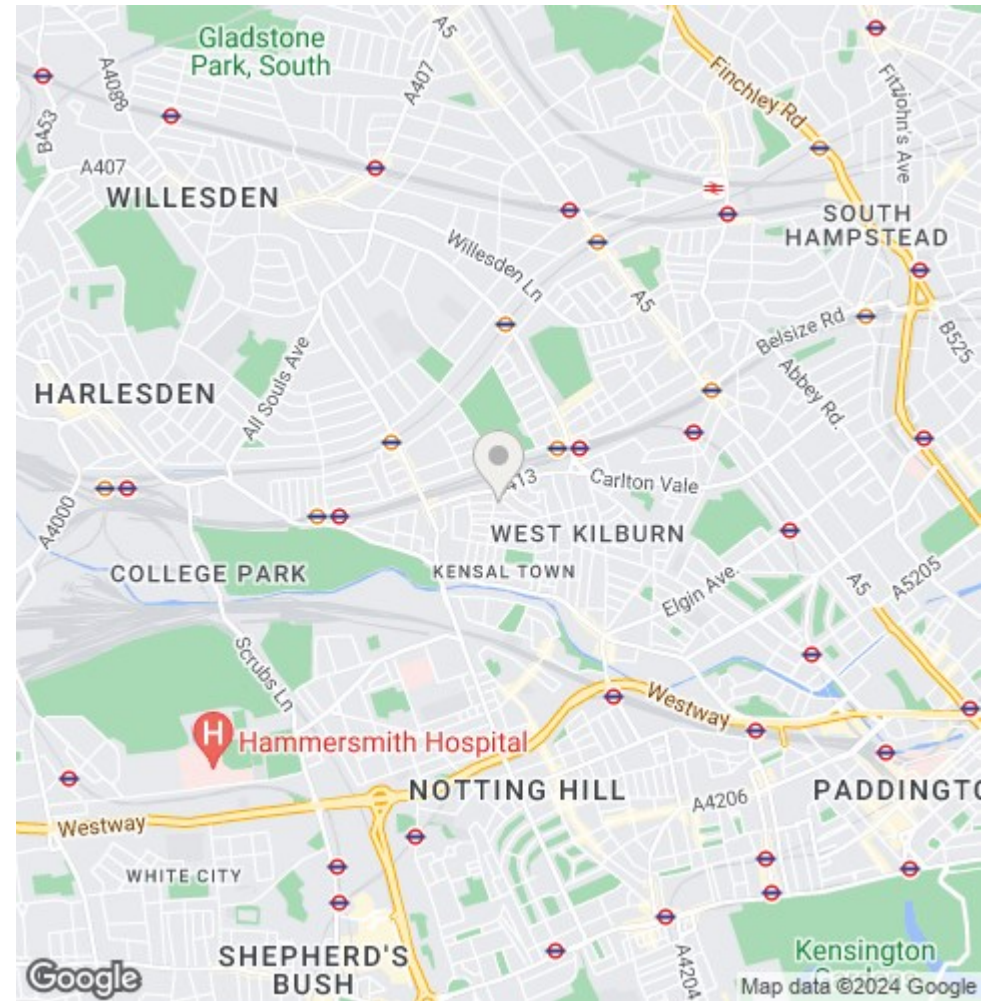 Gladstone
Park, South
A5
A4088
A407
Finchley Rd
Fitzjohn's Ave
B453
A407
WILLESDEN
SOUTH
HAMPSTEAD
Willesden Ln
A5
Belsize Rd
B525
All Souls Ave
Abbey Rd.
HARLESDEN
413
Carlton Vale
A4000
WEST KILBURN
COLLEGE PARK
KENSAL TOWN
Elgin Ave.
A5
A5205
Scrubs Ln
Westway
H
Hammersmith Hospital
NOTTING HILL
A4206
PADDINGTO
Westway
WHITE CITY
SHEPHERD'S
BUSH
A4204
Kensington
Google
Map data ©2024 Google